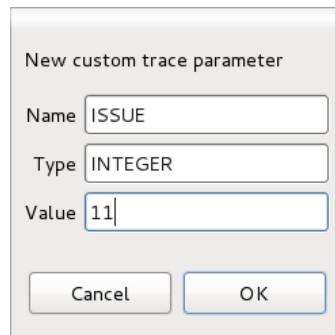 New custom trace parameter
Name ISSUE
Type INTEGER
Value 11
Cancel OK